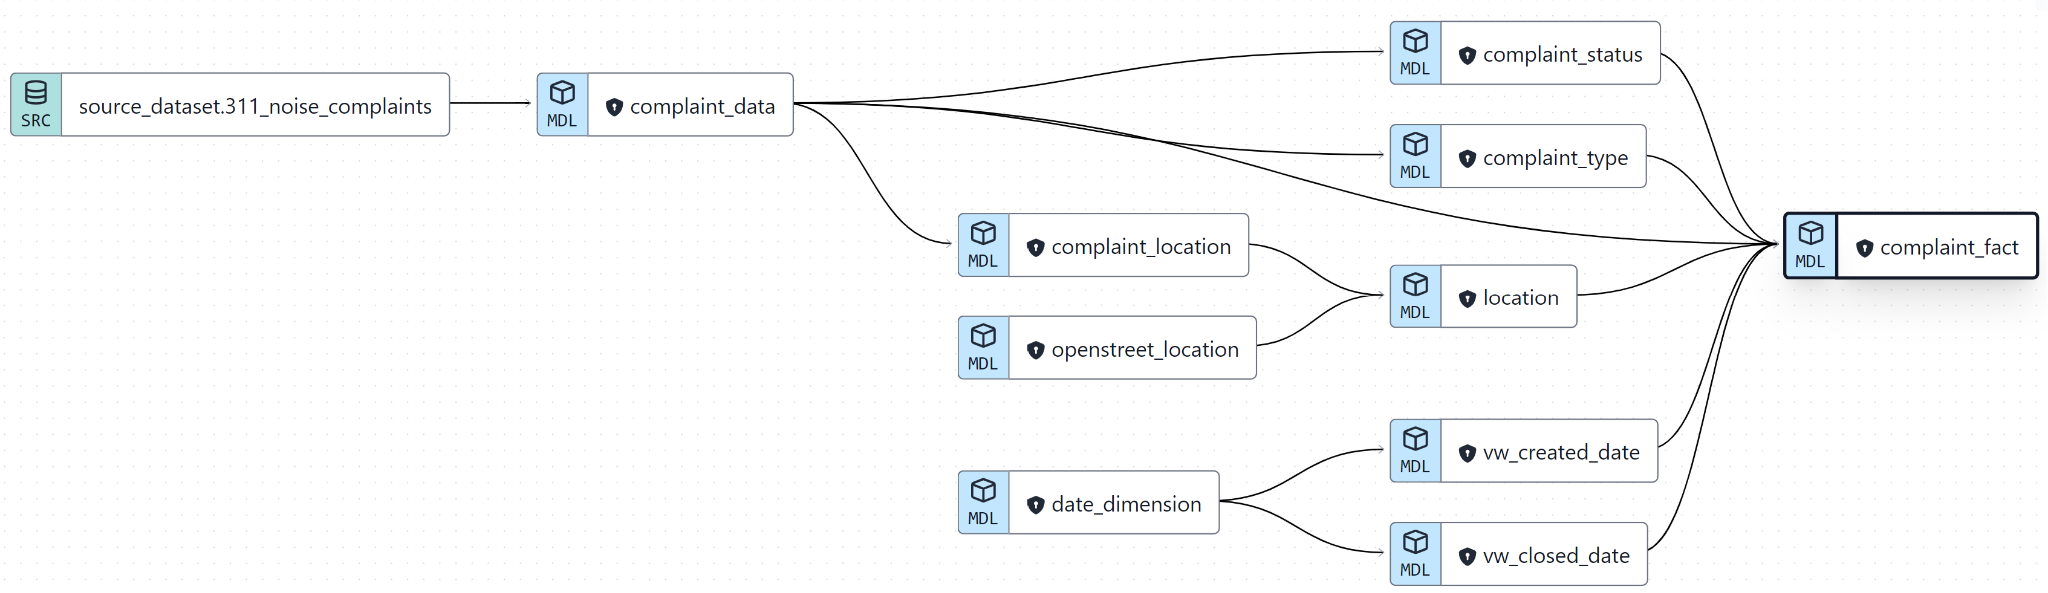 SRC source_dataset.311_noise_complaints
MDL complaint_data
MDL complaint_status
MDL complaint_type
MDL complaint_location
MDL openstreet_location
MDL location
MDL date_dimension
MDL vw_created_date
MDL vw_closed_date
MDL complaint_fact